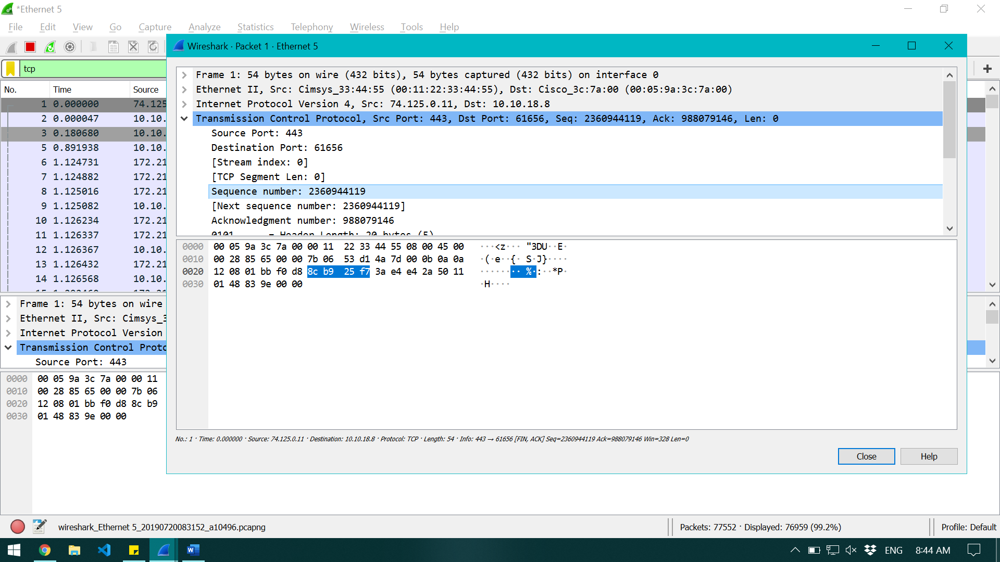 *Ethernet 5
File Edit View Go Capture Analyze Statistics Telephony Wireless Tools Help
tcp
No. Time Source
1 0.000000 74.125
2 0.000047 10.10.
3 0.180680 10.10.
5 0.891938 10.10.
6 1.124731 172.21
7 1.124882 172.21
8 1.125016 172.21
9 1.125082 10.10.
10 1.126234 172.21
11 1.126337 172.21
12 1.126367 10.10.
13 1.126432 172.21
14 1.126568 10.10.
Frame 1: 54 bytes on wire
Ethernet II, Src: Cimsys_3
Internet Protocol Version
Transmission Control Proto
Source Port: 443
0000 00 05 9a 3c 7a 00 00 11
0010 00 28 85 65 00 00 7b 06
0020 12 08 01 bb f0 d8 8c b9
0030 01 48 83 9e 00 00
Wireshark · Packet 1 · Ethernet 5
Frame 1: 54 bytes on wire (432 bits), 54 bytes captured (432 bits) on interface 0
Ethernet II, Src: Cimsys_33:44:55 (00:11:22:33:44:55), Dst: Cisco_3c:7a:00 (00:05:9a:3c:7a:00)
Internet Protocol Version 4, Src: 74.125.0.11, Dst: 10.10.18.8
Transmission Control Protocol, Src Port: 443, Dst Port: 61656, Seq: 2360944119, Ack: 988079146, Len: 0
Source Port: 443
Destination Port: 61656
[Stream index: 0]
[TCP Segment Len: 0]
Sequence number: 2360944119
[Next sequence number: 2360944119]
Acknowledgment number: 988079146
0101 .... = Header Length: 20 bytes (5)
0000 00 05 9a 3c 7a 00 00 11 22 33 44 55 08 00 45 00 ···<z··· "3DU··E·
0010 00 28 85 65 00 00 7b 06 53 d1 4a 7d 00 0b 0a 0a ·(·e··{· S·J}····
0020 12 08 01 bb f0 d8 8c b9 25 f7 3a e4 e4 2a 50 11 ········ %·:··*P·
0030 01 48 83 9e 00 00 ·H····
No.: 1 · Time: 0.000000 · Source: 74.125.0.11 · Destination: 10.10.18.8 · Protocol: TCP · Length: 54 · Info: 443 → 61656 [FIN, ACK] Seq=2360944119 Ack=988079146 Win=328 Len=0
Close Help
wireshark_Ethernet 5_20190720083152_a10496.pcapng
Packets: 77552 · Displayed: 76959 (99.2%)
Profile: Default
ENG 8:44 AM